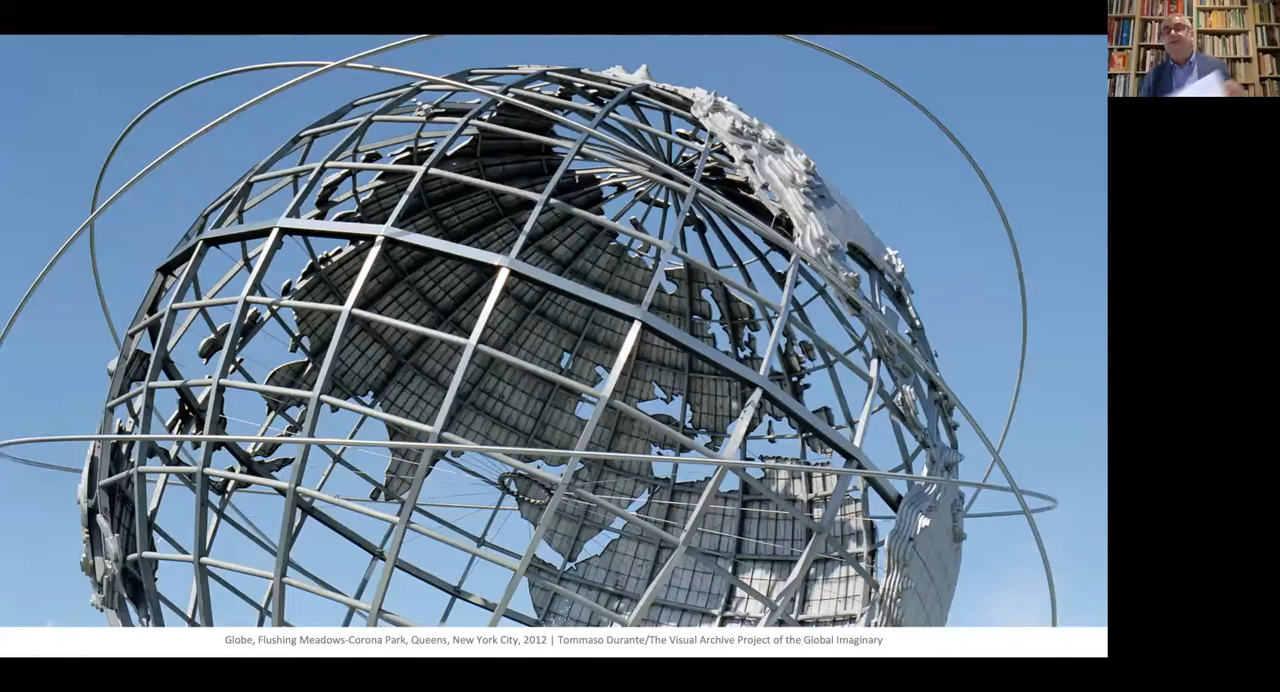 Globe, Flushing Meadows-Corona Park, Queens, New York City, 2012 | Tommaso Durante/The Visual Archive Project of the Global Imaginary